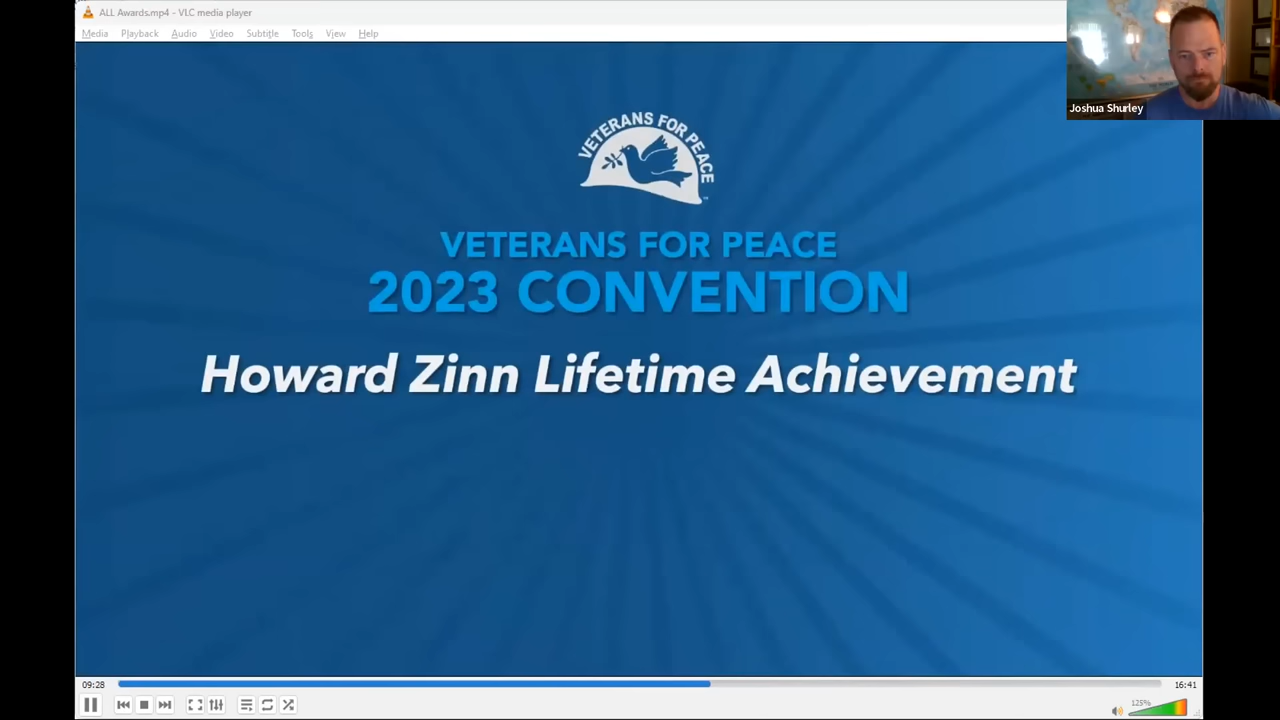 ALL Awards.mp4 - VLC media player
Media Playback Audio Video Subtitle Tools View Help
Joshua Shurley
VETERANS FOR PEACE
VETERANS FOR PEACE
2023 CONVENTION
Howard Zinn Lifetime Achievement
09:28
16:41
125%